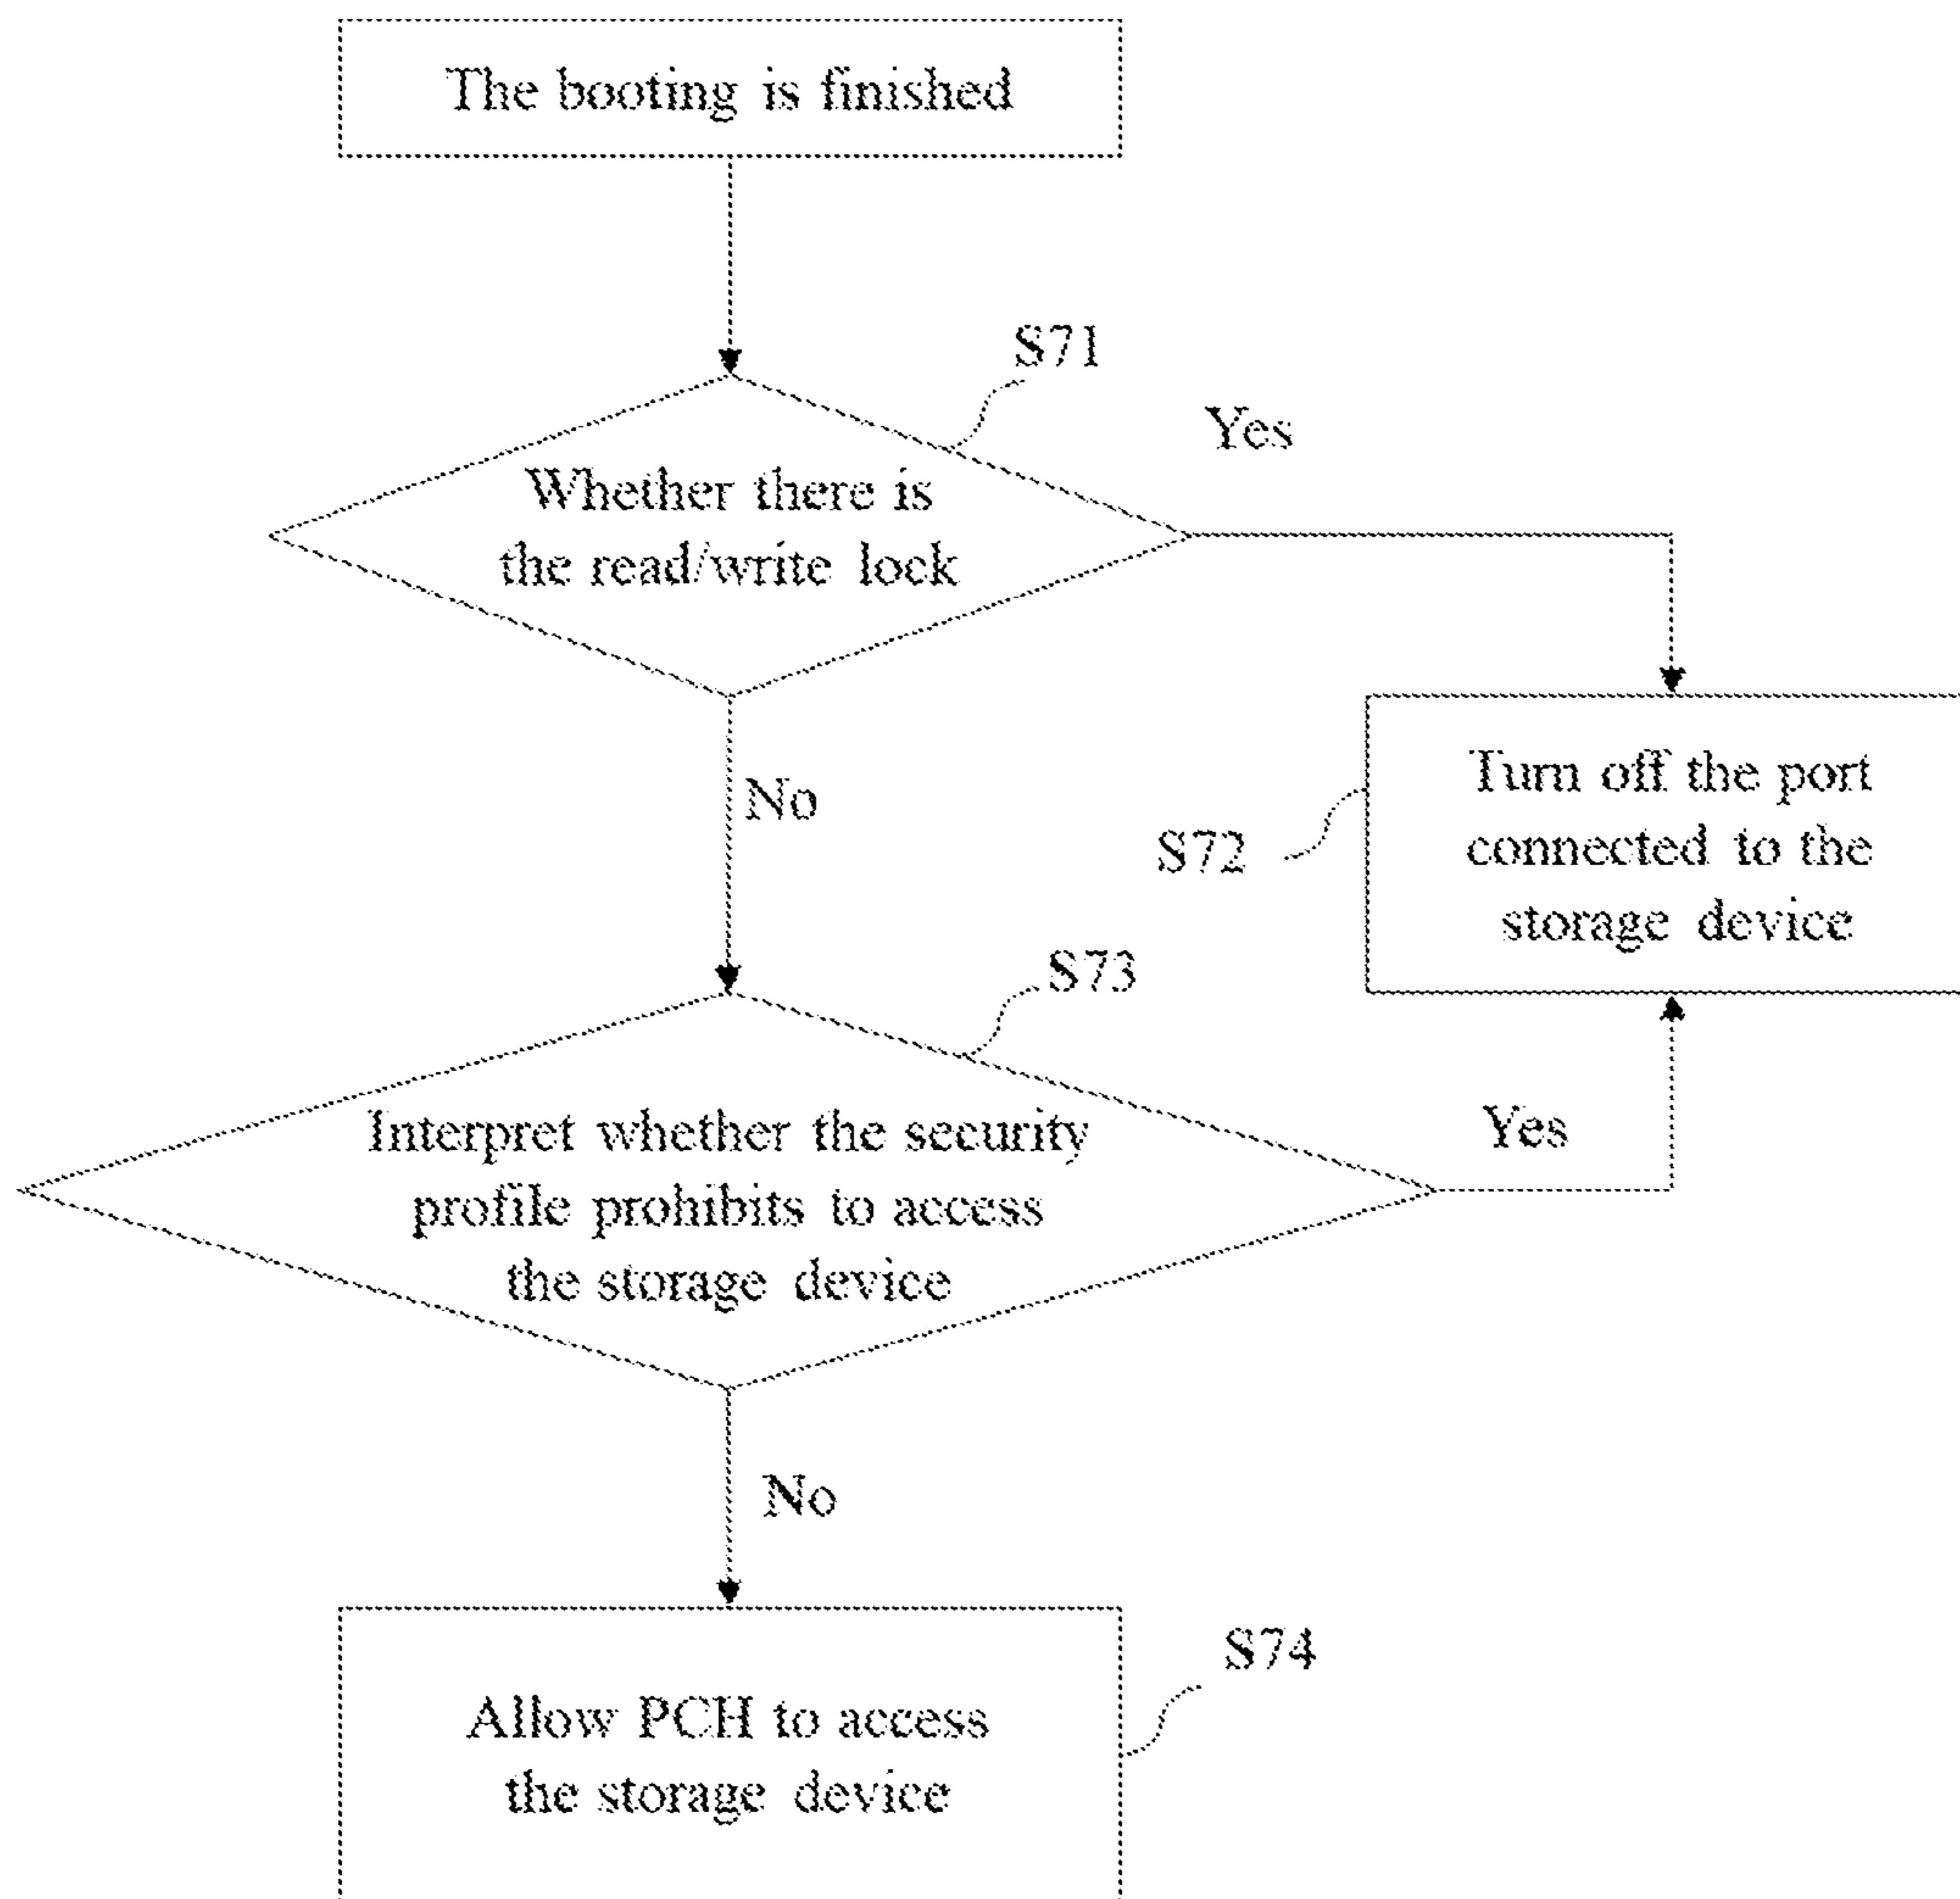 The booting is finished
S71
Yes
Whether there is
the read/write lock
No
S72
Turn off the port
connected to the
storage device
S73
Yes
Interpret whether the security
profile prohibits to access
the storage device
No
S74
Allow PCH to access
the storage device